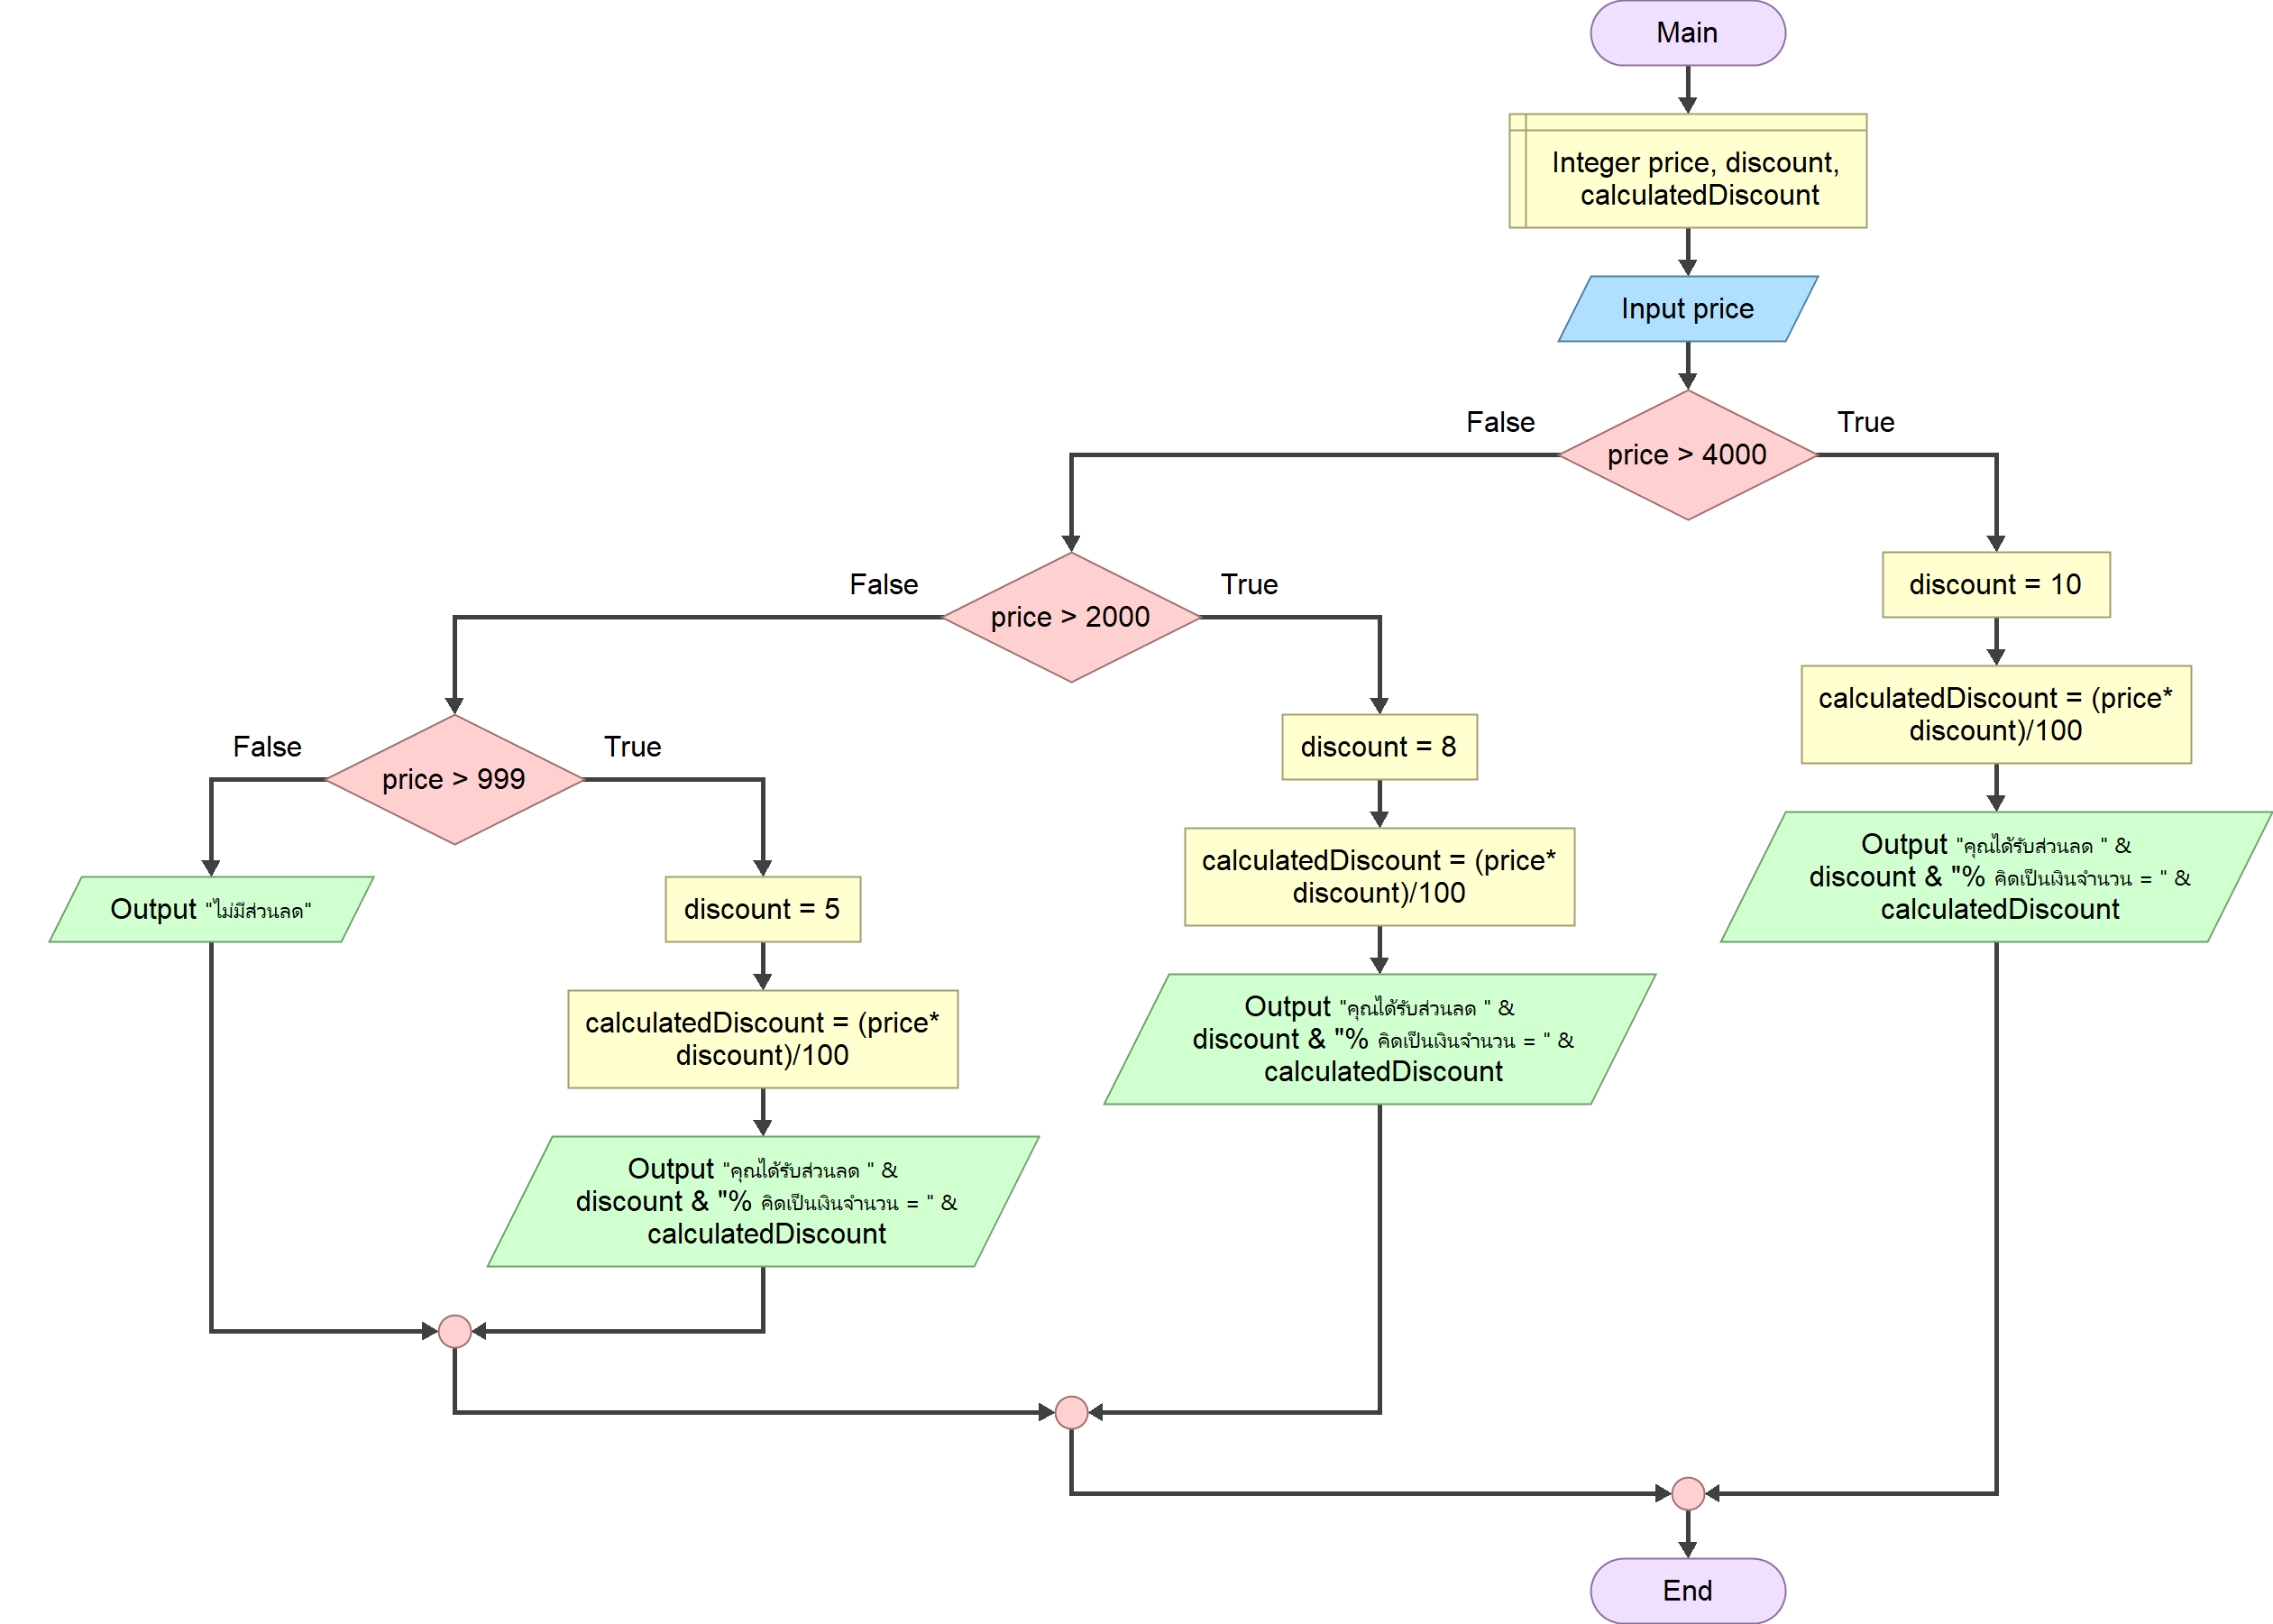 Main
Integer price, discount,
calculatedDiscount
Input price
False
True
price > 4000
False
True
price > 2000
discount = 10
calculatedDiscount = (price*
discount)/100
False
True
price > 999
discount = 8
calculatedDiscount = (price*
discount)/100
Output "คุณได้รับส่วนลด " &
discount & "% คิดเป็นเงินจำนวน = " &
calculatedDiscount
Output "ไม่มีส่วนลด"
discount = 5
calculatedDiscount = (price*
discount)/100
Output "คุณได้รับส่วนลด " &
discount & "% คิดเป็นเงินจำนวน = " &
calculatedDiscount
Output "คุณได้รับส่วนลด " &
discount & "% คิดเป็นเงินจำนวน = " &
calculatedDiscount
End